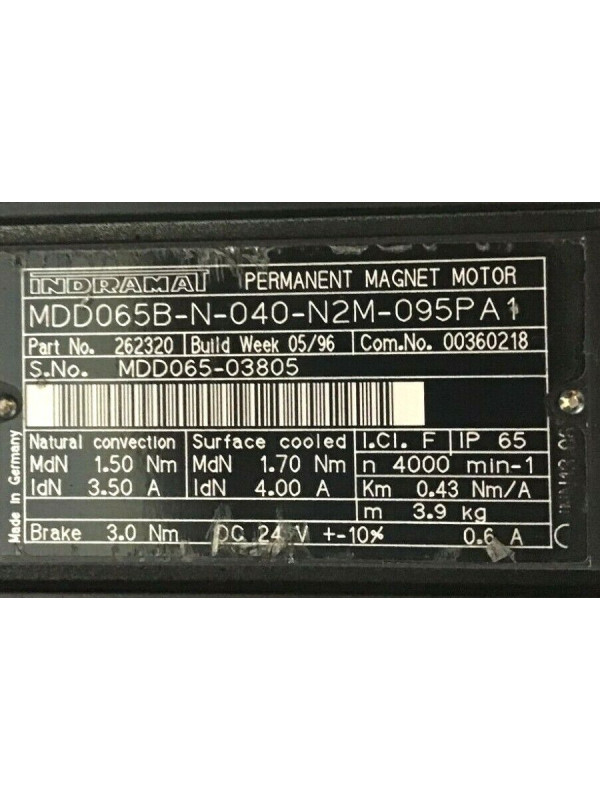 INDRAMAT PERMANENT MAGNET MOTOR
MDD065B-N-040-N2M-095PA1
Part No. 262320 Build Week 05/96 Com.No. 00360218
S.No. MDD065-03805
Natural convection Surface cooled I.Cl. F IP 65
MdN 1.50 Nm MdN 1.70 Nm n 4000 min-1
IdN 3.50 A IdN 4.00 A Km 0.43 Nm/A
m 3.9 kg
Brake 3.0 Nm DC 24 V +-10% 0.6 A
Made in Germany